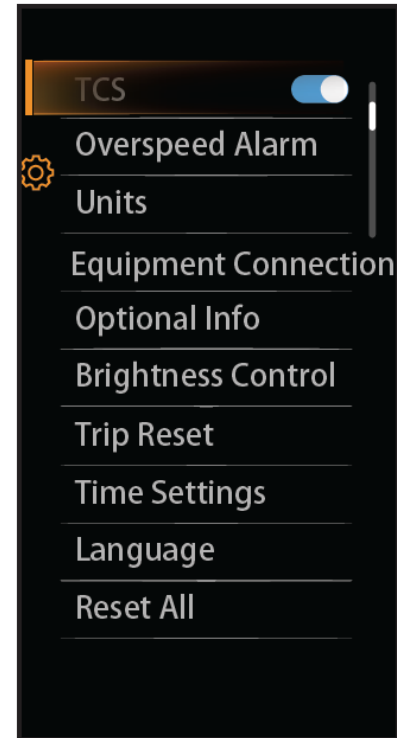 TCS
Overspeed Alarm
Units
Equipment Connection
Optional Info
Brightness Control
Trip Reset
Time Settings
Language
Reset All